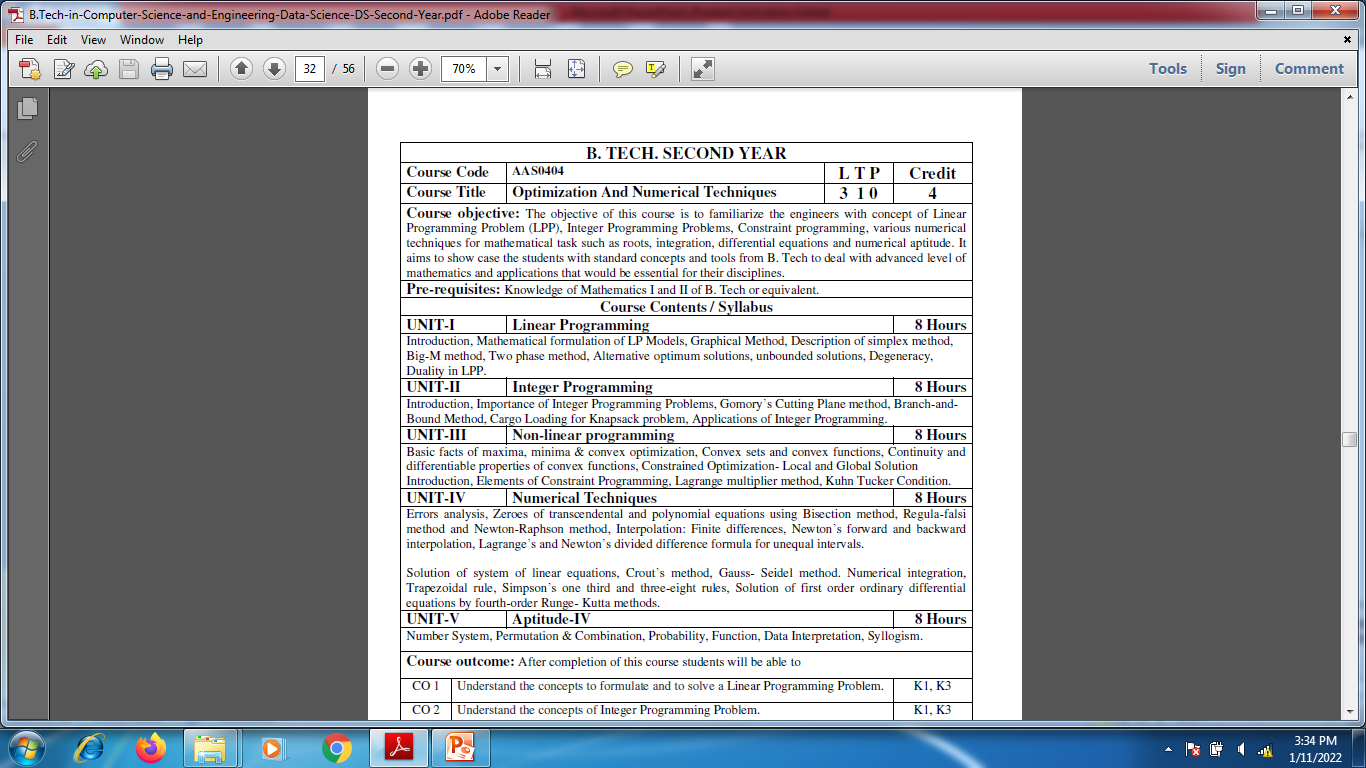 B.Tech-in-Computer-Science-and-Engineering-Data-Science-DS-Second-Year.pdf - Adobe Reader
File Edit View Window Help
32 / 56 70% Tools Sign Comment
B. TECH. SECOND YEAR
Course Code AAS0404 L T P Credit
Course Title Optimization And Numerical Techniques 3 1 0 4
Course objective: The objective of this course is to familiarize the engineers with concept of Linear
Programming Problem (LPP), Integer Programming Problems, Constraint programming, various numerical
techniques for mathematical task such as roots, integration, differential equations and numerical aptitude. It
aims to show case the students with standard concepts and tools from B. Tech to deal with advanced level of
mathematics and applications that would be essential for their disciplines.
Pre-requisites: Knowledge of Mathematics I and II of B. Tech or equivalent.
Course Contents / Syllabus
UNIT-I Linear Programming 8 Hours
Introduction, Mathematical formulation of LP Models, Graphical Method, Description of simplex method,
Big-M method, Two phase method, Alternative optimum solutions, unbounded solutions, Degeneracy,
Duality in LPP.
UNIT-II Integer Programming 8 Hours
Introduction, Importance of Integer Programming Problems, Gomory`s Cutting Plane method, Branch-and-
Bound Method, Cargo Loading for Knapsack problem, Applications of Integer Programming.
UNIT-III Non-linear programming 8 Hours
Basic facts of maxima, minima & convex optimization, Convex sets and convex functions, Continuity and
differentiable properties of convex functions, Constrained Optimization- Local and Global Solution
Introduction, Elements of Constraint Programming, Lagrange multiplier method, Kuhn Tucker Condition.
UNIT-IV Numerical Techniques 8 Hours
Errors analysis, Zeroes of transcendental and polynomial equations using Bisection method, Regula-falsi
method and Newton-Raphson method, Interpolation: Finite differences, Newton`s forward and backward
interpolation, Lagrange`s and Newton`s divided difference formula for unequal intervals.
Solution of system of linear equations, Crout`s method, Gauss- Seidel method. Numerical integration,
Trapezoidal rule, Simpson`s one third and three-eight rules, Solution of first order ordinary differential
equations by fourth-order Runge- Kutta methods.
UNIT-V Aptitude-IV 8 Hours
Number System, Permutation & Combination, Probability, Function, Data Interpretation, Syllogism.
Course outcome: After completion of this course students will be able to
CO 1 Understand the concepts to formulate and to solve a Linear Programming Problem. K1, K3
CO 2 Understand the concepts of Integer Programming Problem. K1, K3
3:34 PM
1/11/2022